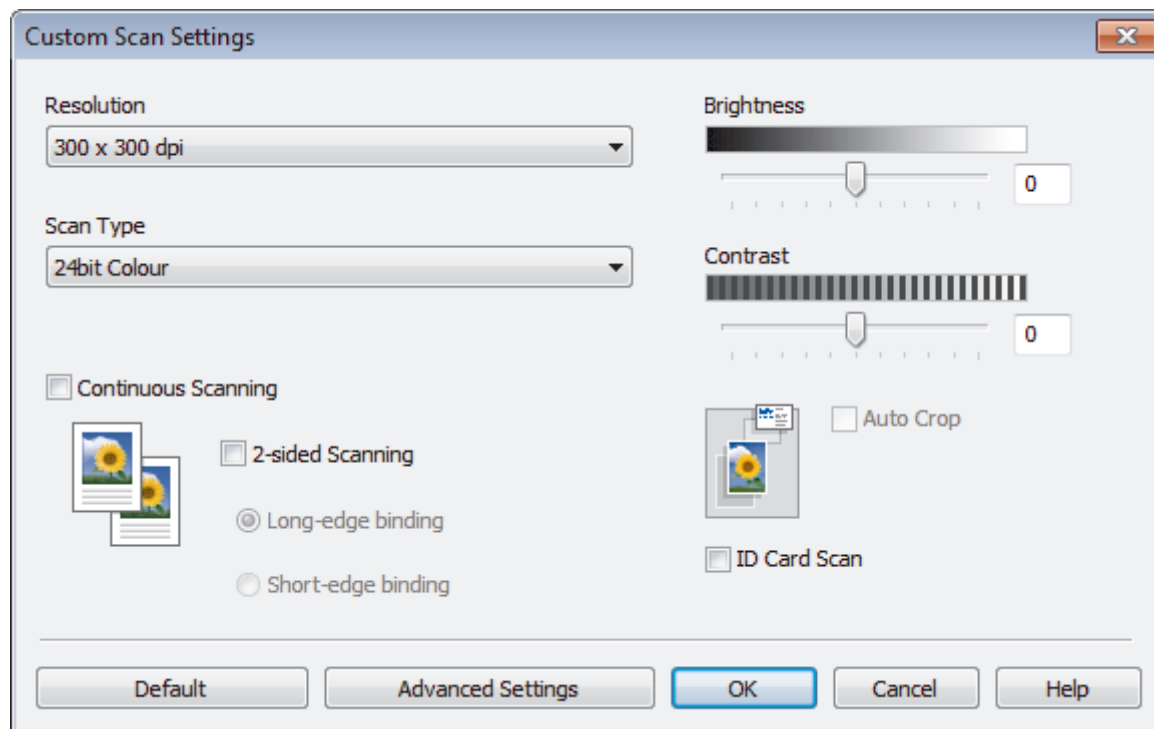 Custom Scan Settings
Resolution
300 x 300 dpi
Scan Type
24bit Colour
Continuous Scanning
2-sided Scanning
Long-edge binding
Short-edge binding
Brightness
0
Contrast
0
Auto Crop
ID Card Scan
Default
Advanced Settings
OK
Cancel
Help